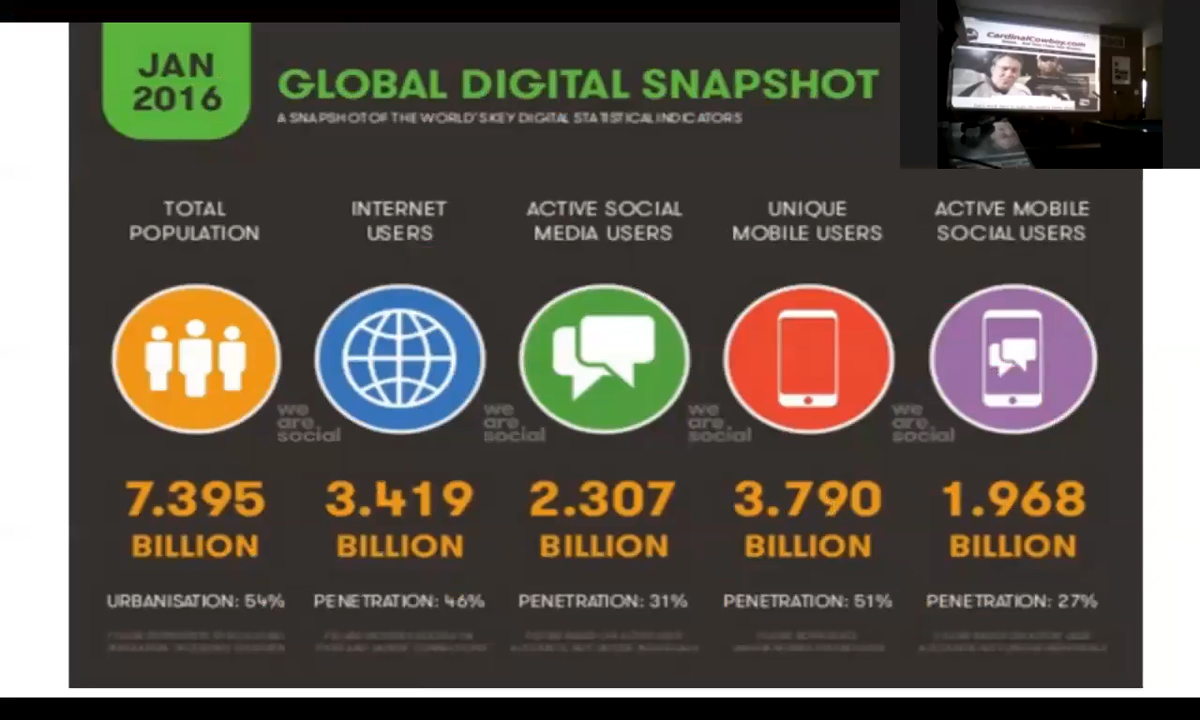 JAN
2016
GLOBAL DIGITAL SNAPSHOT
A SNAPSHOT OF THE WORLD'S KEY DIGITAL STATISTICAL INDICATORS
CardinalCowboy.com
TOTAL
POPULATION
INTERNET
USERS
ACTIVE SOCIAL
MEDIA USERS
UNIQUE
MOBILE USERS
ACTIVE MOBILE
SOCIAL USERS
we
are
social
we
are
social
we
are
social
we
are
social
7.395
BILLION
3.419
BILLION
2.307
BILLION
3.790
BILLION
1.968
BILLION
URBANISATION: 54%
PENETRATION: 46%
PENETRATION: 31%
PENETRATION: 51%
PENETRATION: 27%